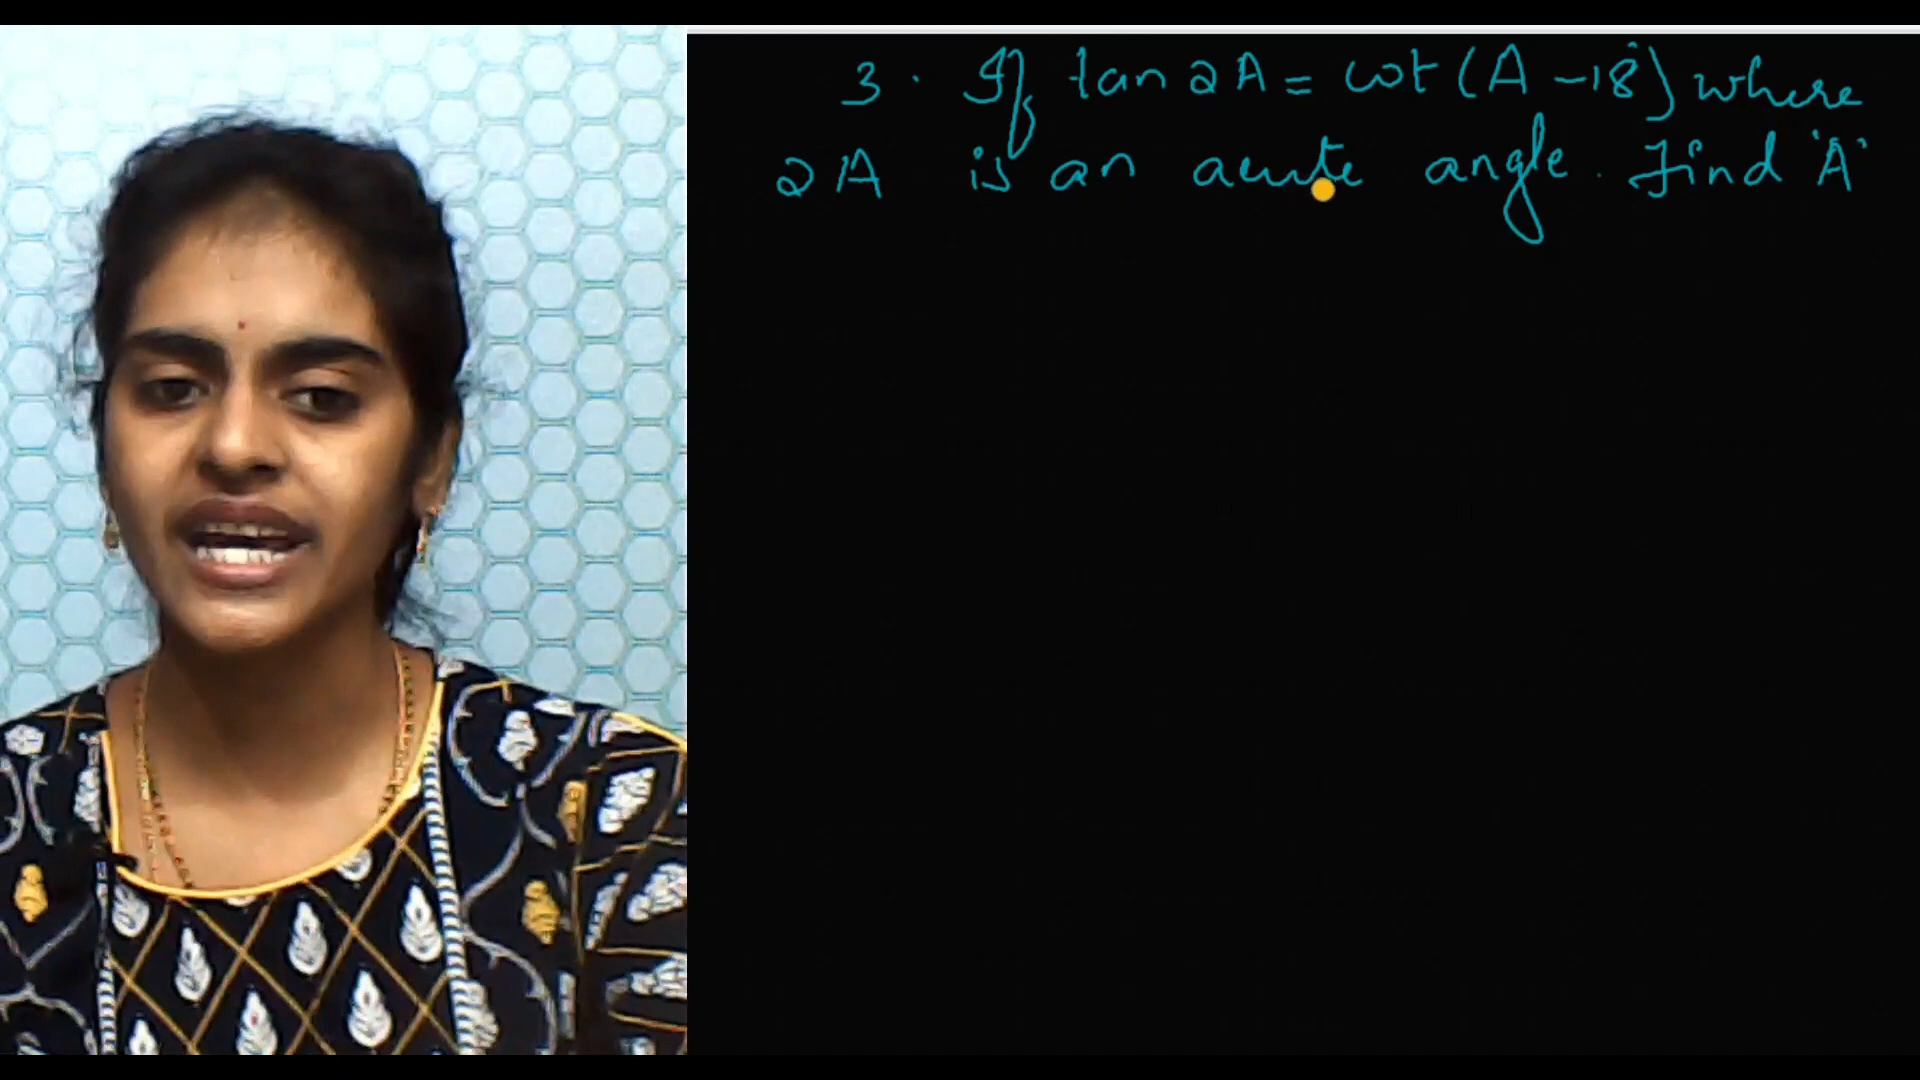 3. If tan 2A = cot (A - 18°) where
2A is an acute angle. Find 'A'